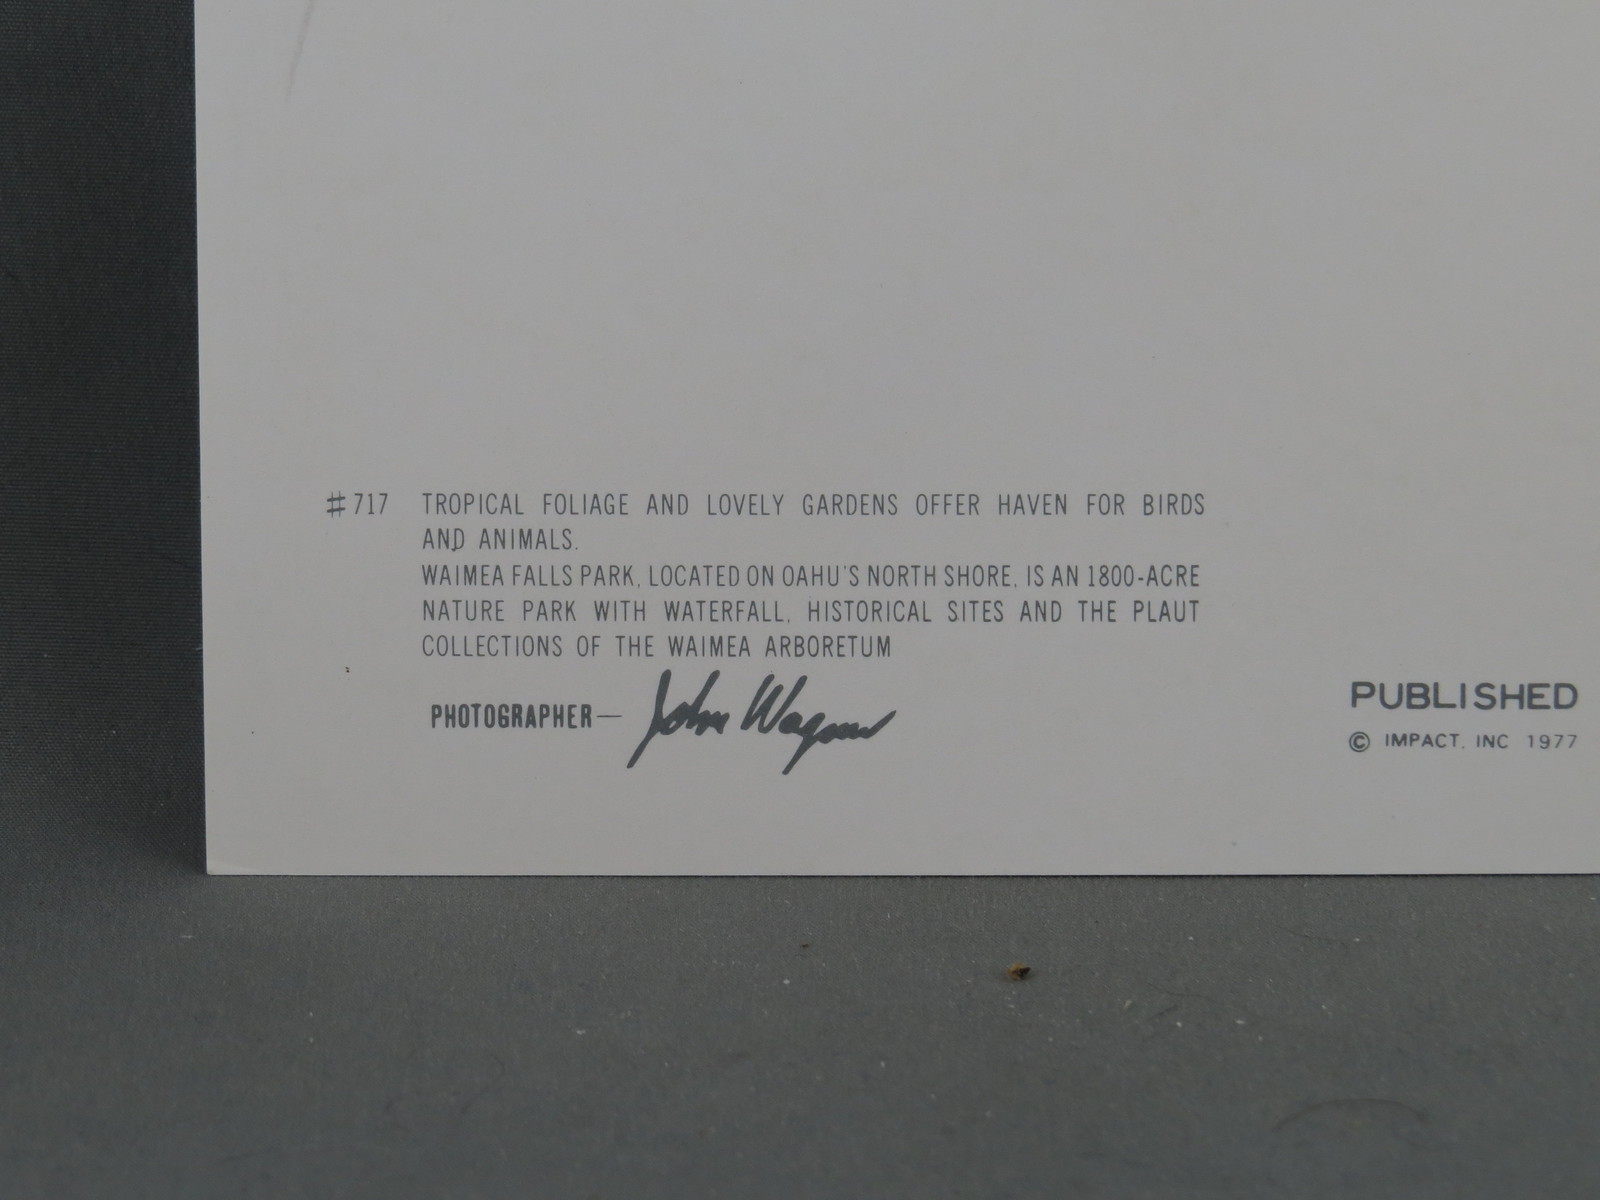 #717 TROPICAL FOLIAGE AND LOVELY GARDENS OFFER HAVEN FOR BIRDS
AND ANIMALS.
WAIMEA FALLS PARK, LOCATED ON OAHU'S NORTH SHORE, IS AN 1800-ACRE
NATURE PARK WITH WATERFALL, HISTORICAL SITES AND THE PLAUT
COLLECTIONS OF THE WAIMEA ARBORETUM
PHOTOGRAPHER— John Wagner
PUBLISHED
© IMPACT, INC 1977